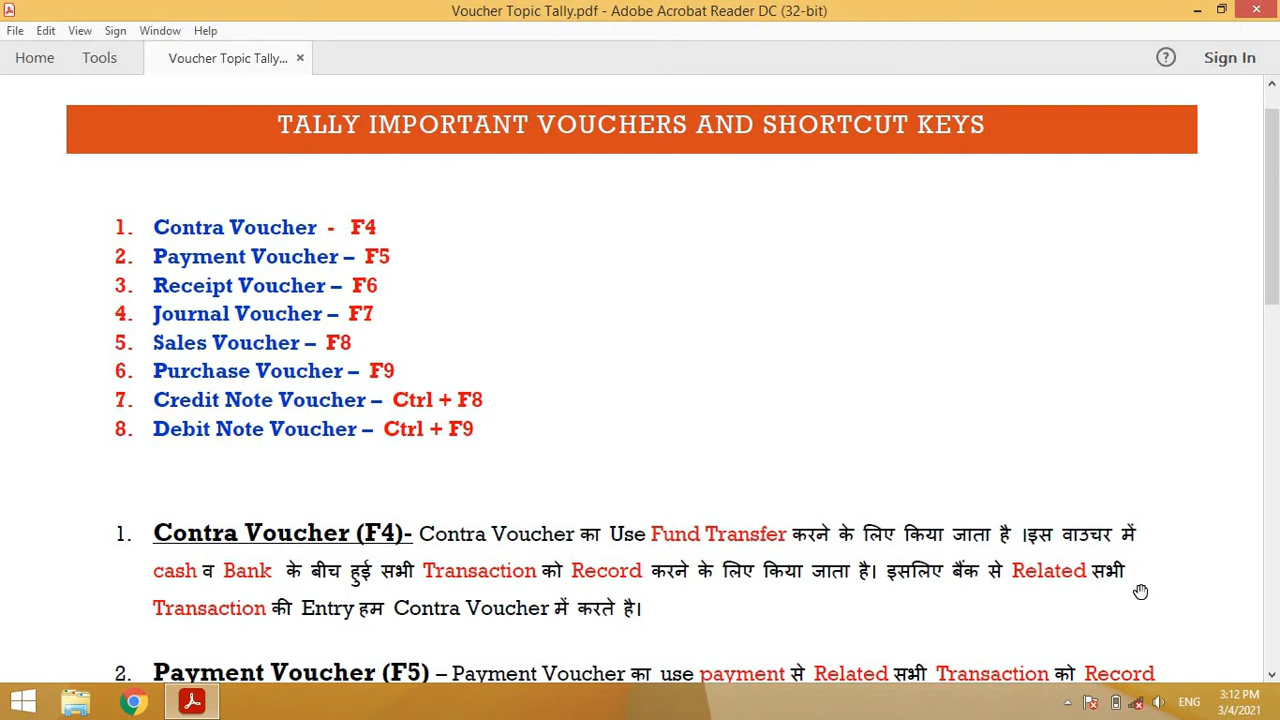 Voucher Topic Tally.pdf - Adobe Acrobat Reader DC (32-bit)
File Edit View Sign Window Help
Home Tools Voucher Topic Tally... × ? Sign In
TALLY IMPORTANT VOUCHERS AND SHORTCUT KEYS
1. Contra Voucher - F4
2. Payment Voucher – F5
3. Receipt Voucher – F6
4. Journal Voucher – F7
5. Sales Voucher – F8
6. Purchase Voucher – F9
7. Credit Note Voucher – Ctrl + F8
8. Debit Note Voucher – Ctrl + F9
1. Contra Voucher (F4)- Contra Voucher का Use Fund Transfer करने के लिए किया जाता है ।इस वाउचर में
cash व Bank के बीच हुई सभी Transaction को Record करने के लिए किया जाता है। इसलिए बैंक से Related सभी
Transaction की Entry हम Contra Voucher में करते है।
2. Payment Voucher (F5) – Payment Voucher का use payment से Related सभी Transaction को Record
ENG
3:12 PM
3/4/2021